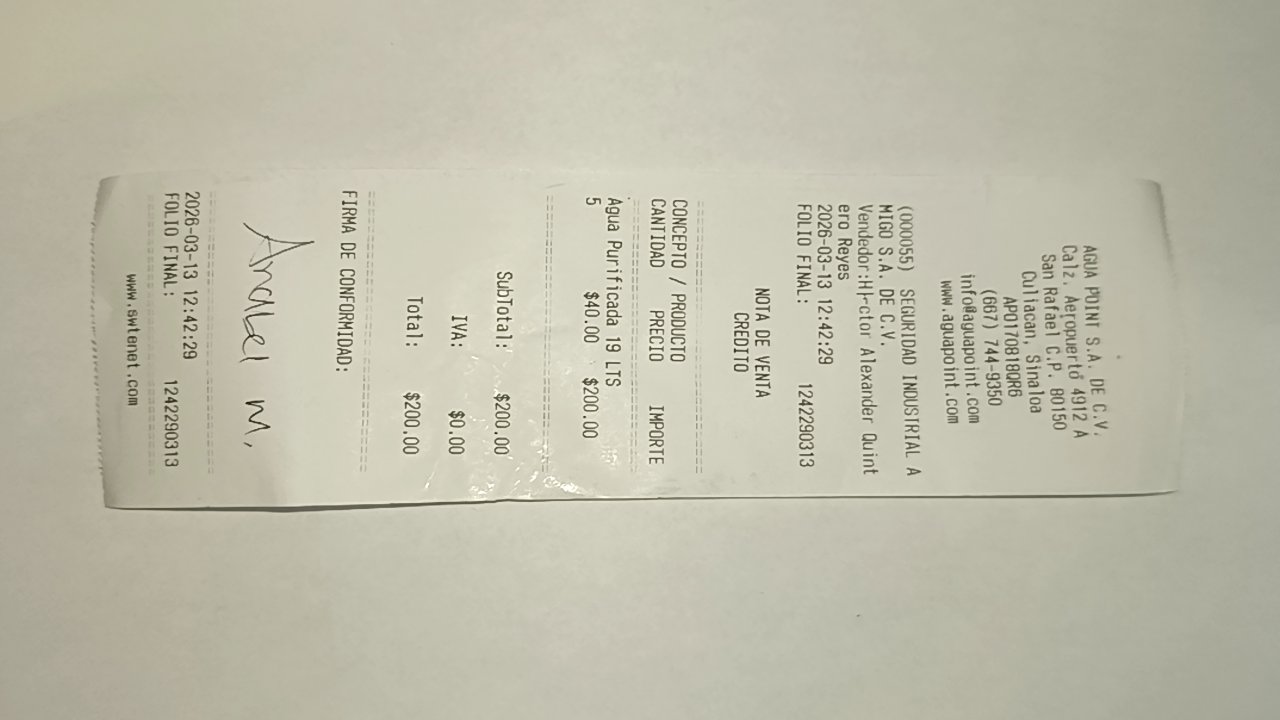 AGUA POINT S.A. DE C.V.
Calz. Aeropuerto 4912 A
San Rafael C.P. 80150
Culiacan, Sinaloa
APO170818QR6
(667) 744-9350
info@aguapoint.com
www.aguapoint.com
(000055) SEGURIDAD INDUSTRIAL A
MIGO S.A. DE C.V.
Vendedor:H├⌐ctor Alexander Quint
ero Reyes
2026-03-13 12:42:29
FOLIO FINAL: 1242290313
NOTA DE VENTA
CREDITO
CONCEPTO / PRODUCTO
CANTIDAD PRECIO IMPORTE
Agua Purificada 19 LTS
5 $40.00 $200.00
SubTotal: $200.00
IVA: $0.00
Total: $200.00
FIRMA DE CONFORMIDAD:
2026-03-13 12:42:29
FOLIO FINAL: 1242290313
www.swtenet.com